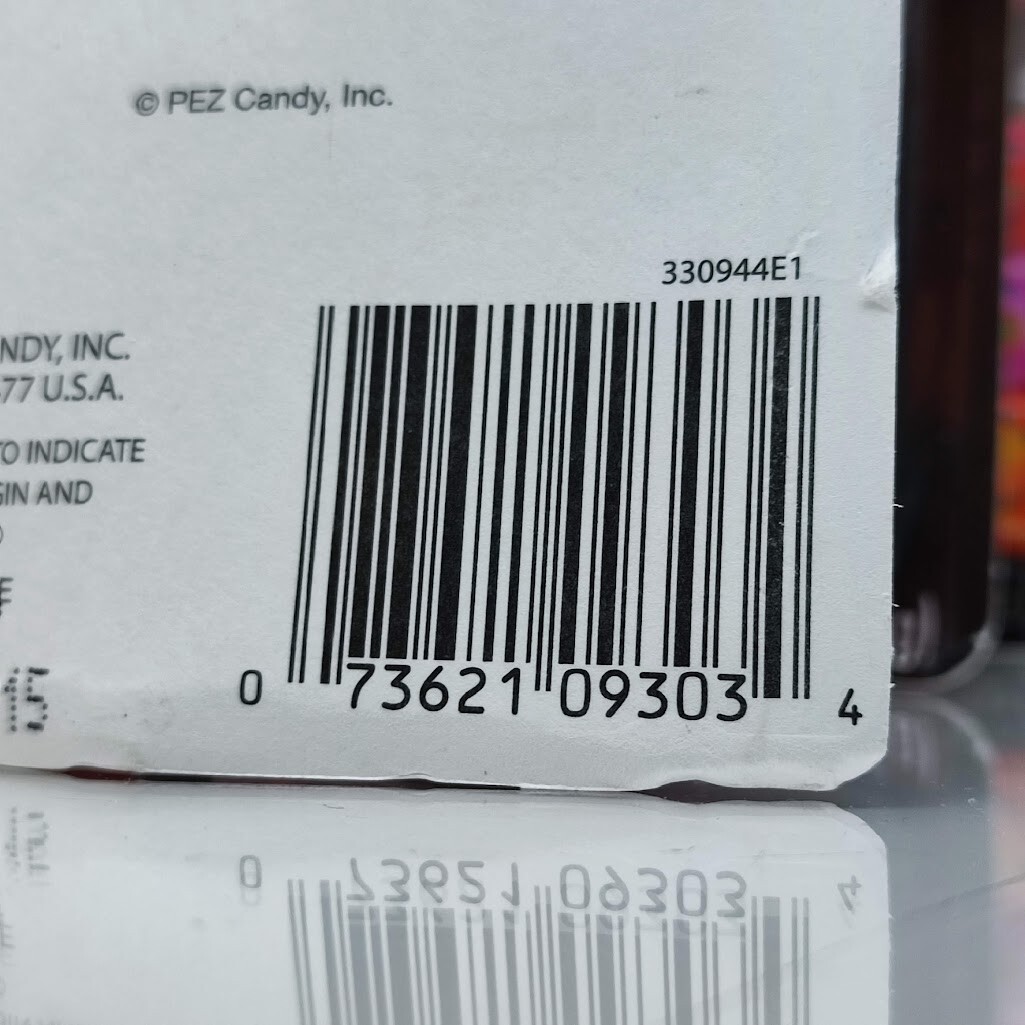 © PEZ Candy, Inc.
330944E1
NDY, INC.
77 U.S.A.
TO INDICATE
GIN AND
0 73621 09303 4